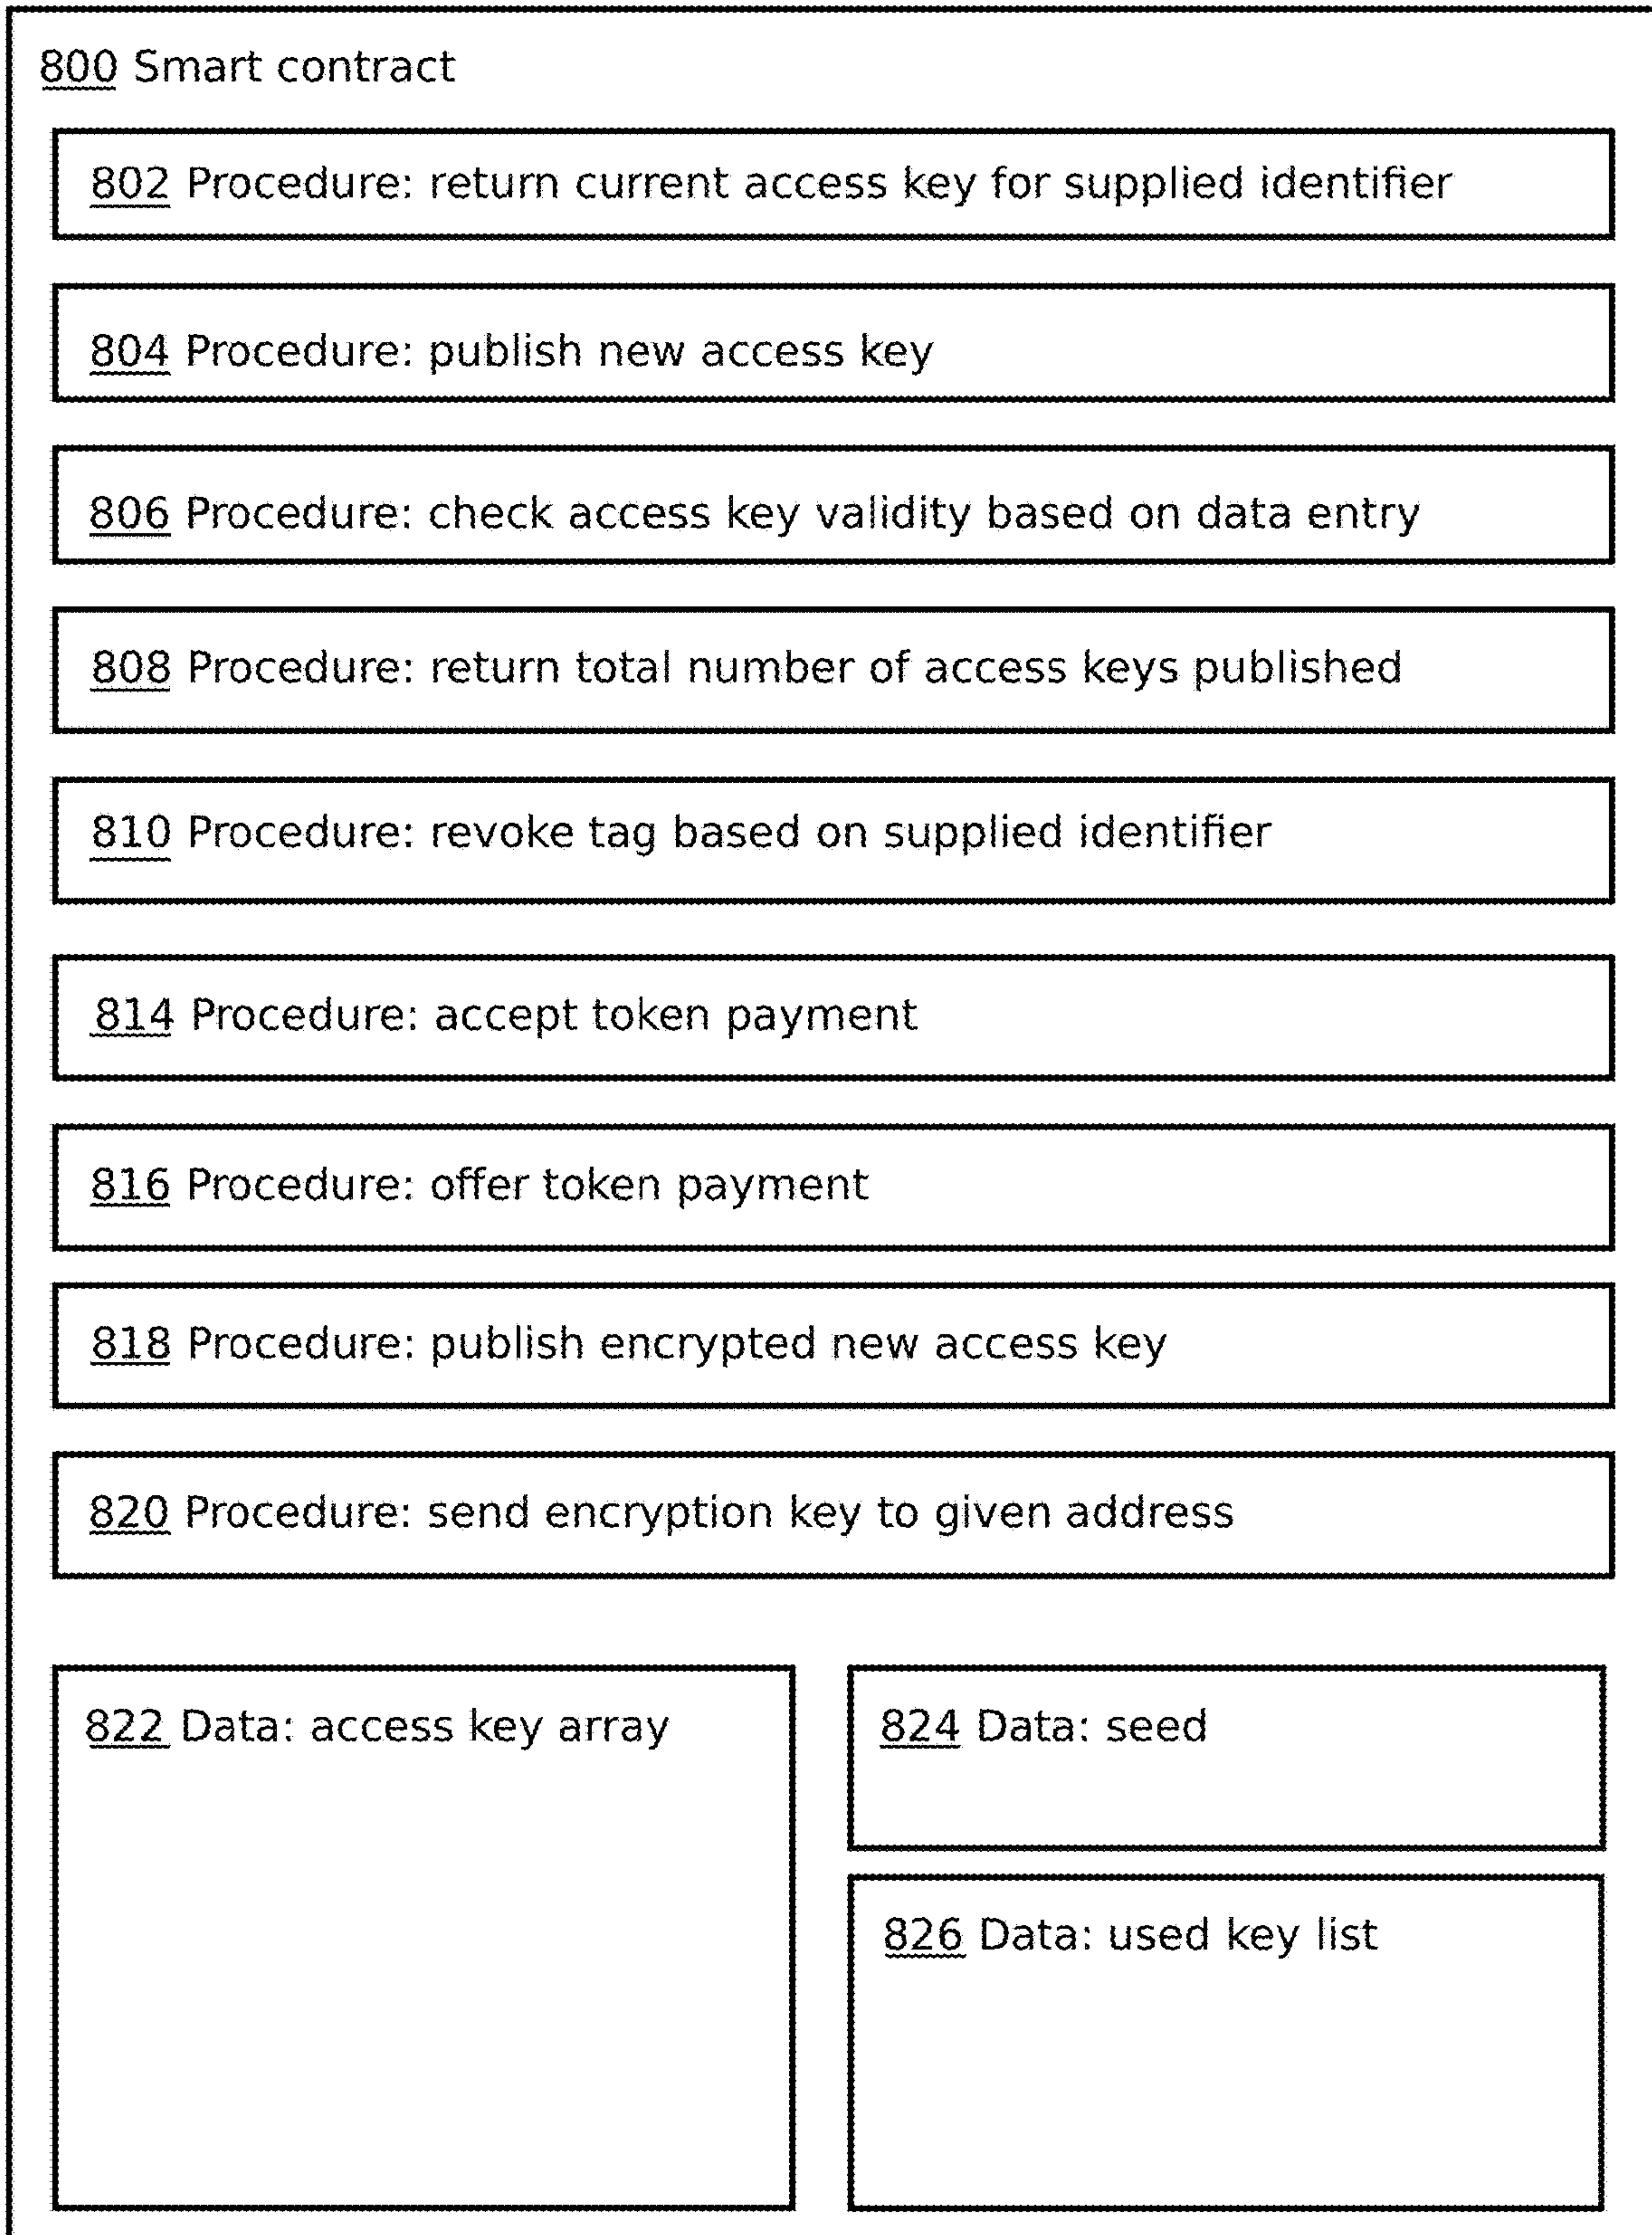 800 Smart contract
802 Procedure: return current access key for supplied identifier
804 Procedure: publish new access key
806 Procedure: check access key validity based on data entry
808 Procedure: return total number of access keys published
810 Procedure: revoke tag based on supplied identifier
814 Procedure: accept token payment
816 Procedure: offer token payment
818 Procedure: publish encrypted new access key
820 Procedure: send encryption key to given address
822 Data: access key array
824 Data: seed
826 Data: used key list